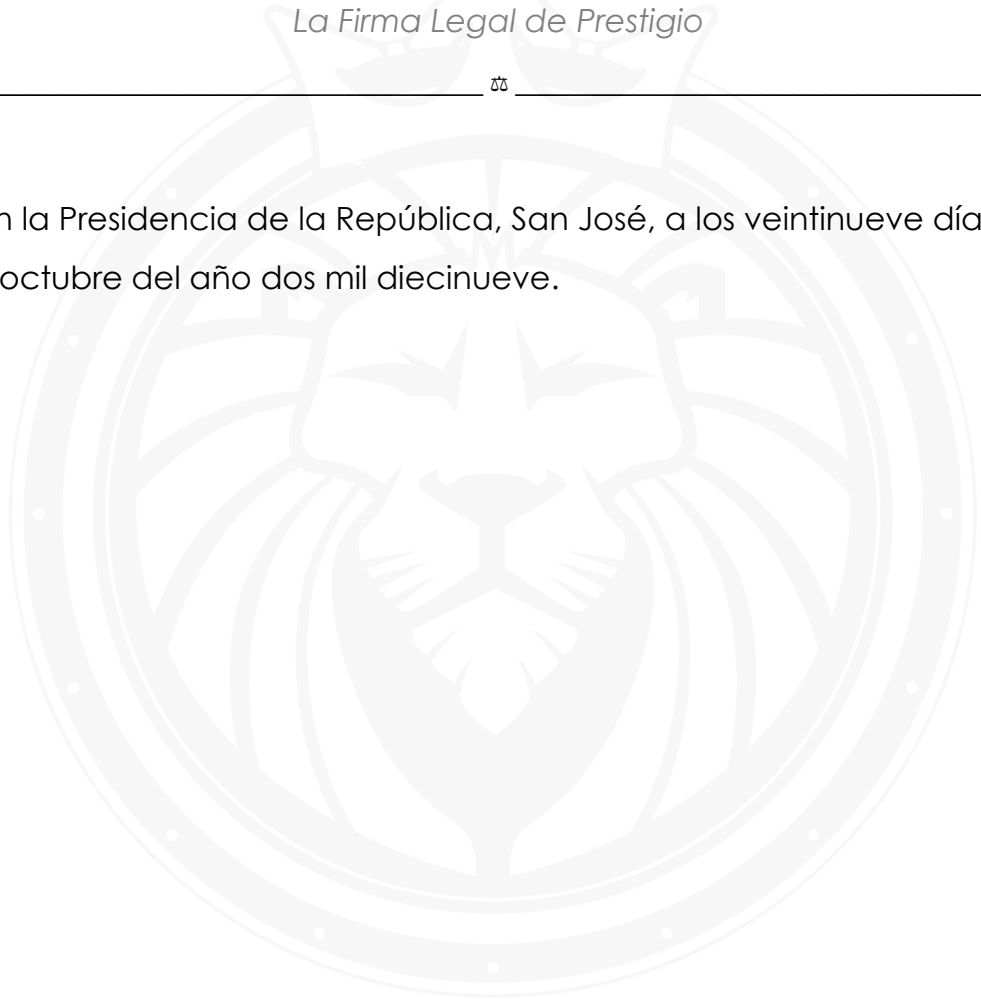 La Firma Legal de Prestigio
⚖
n la Presidencia de la República, San José, a los veintinueve día
octubre del año dos mil diecinueve.